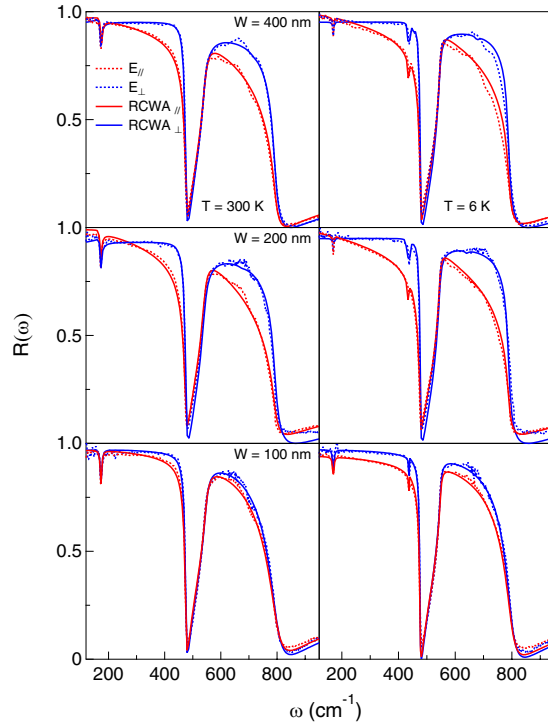 1.0
W = 400 nm
E//
E⊥
RCWA //
RCWA ⊥
0.5
T = 300 K
T = 6 K
1.0
W = 200 nm
R(ω)
0.5
1.0
W = 100 nm
0.5
0
200 400 600 800 200 400 600 800
ω (cm-1)